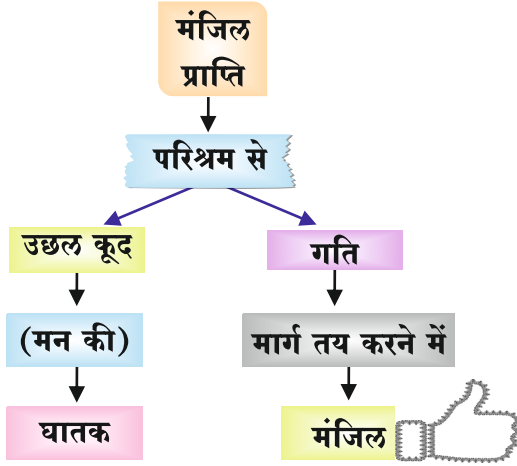 मंजिल
प्राप्ति
परिश्रम से
उछल कूद
गति
(मन की)
मार्ग तय करने में
घातक
मंजिल